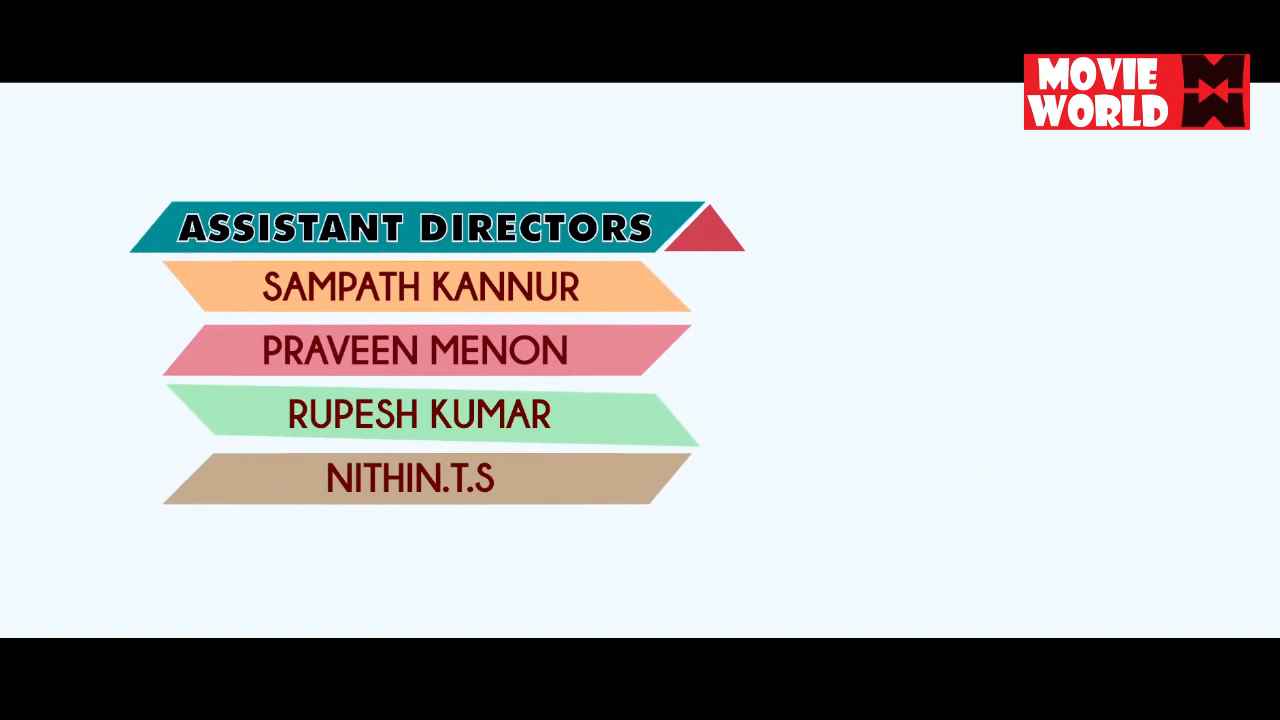 MOVIE
WORLD
ASSISTANT DIRECTORS
SAMPATH KANNUR
PRAVEEN MENON
RUPESH KUMAR
NITHIN.T.S